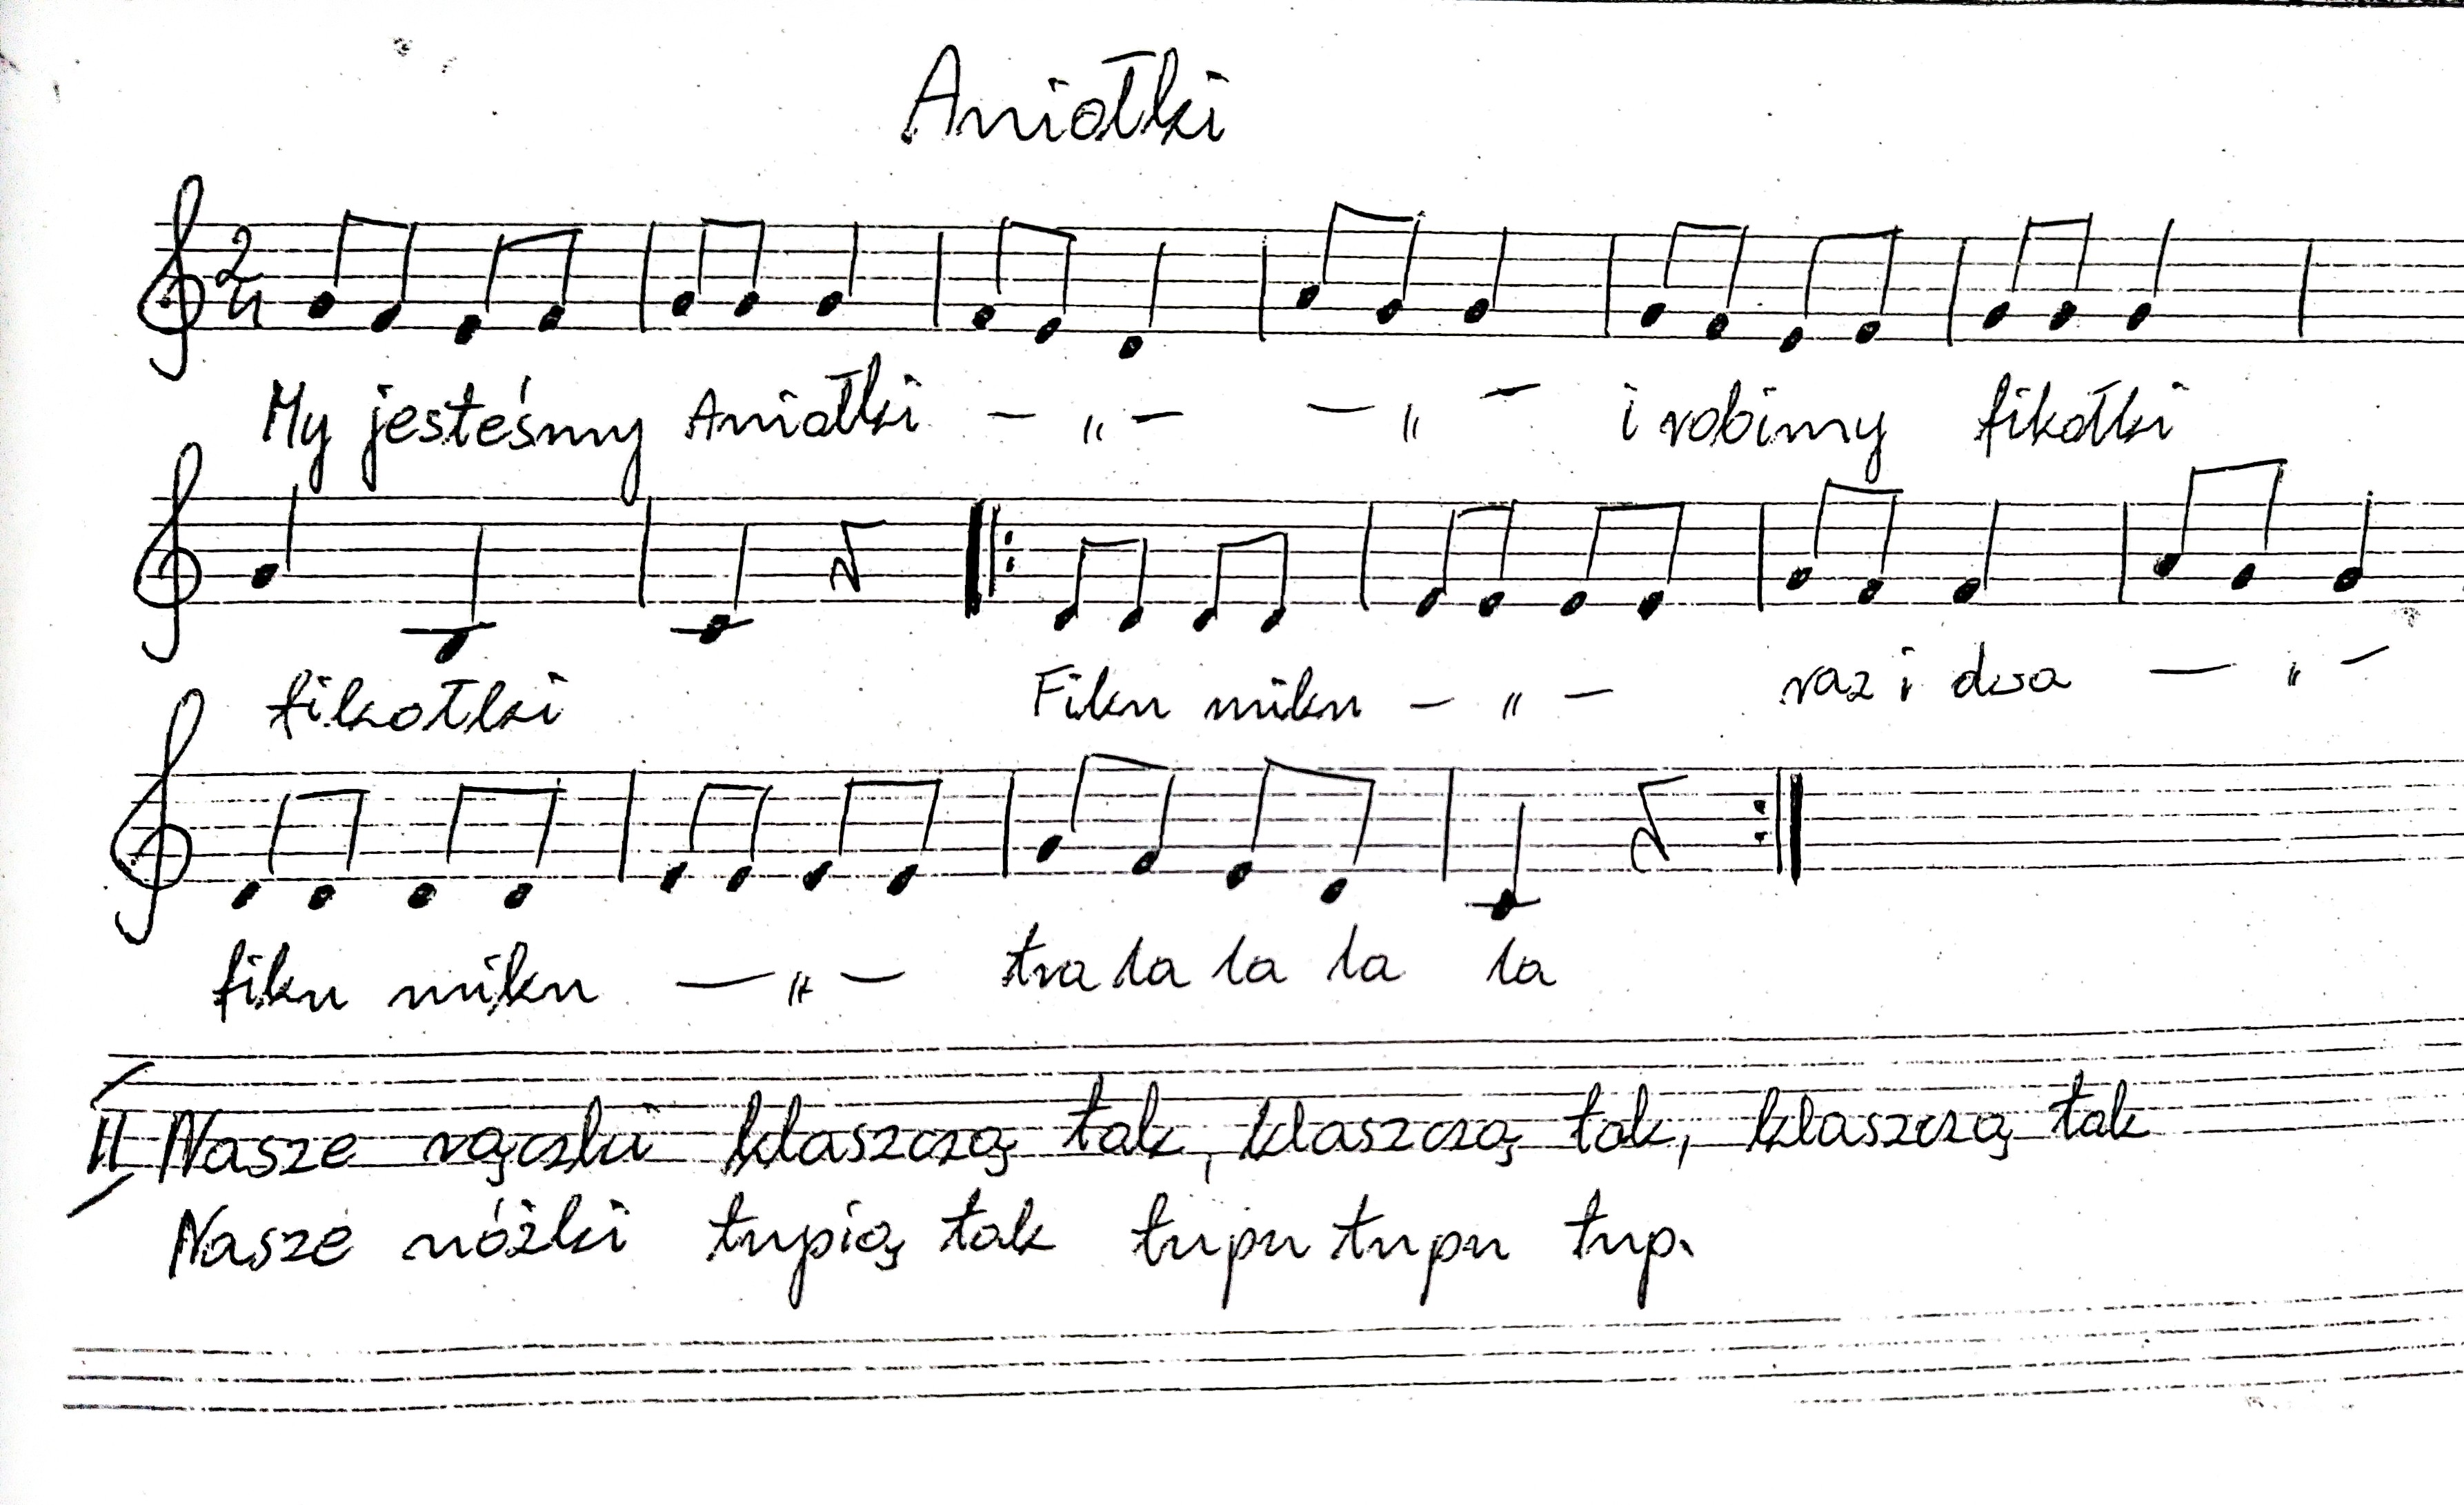 Aniołki
2
4
My jesteśmy Aniołki — „ — — „ — i robimy fikołki
fikołki Fiku miku — „ — raz i dwa — „ —
fiku miku — „ — tra la la la la
II Nasze rączki klaszczą tak, klaszczą tak, klaszczą tak
Nasze nóżki tupią tak tupu tupu tup.